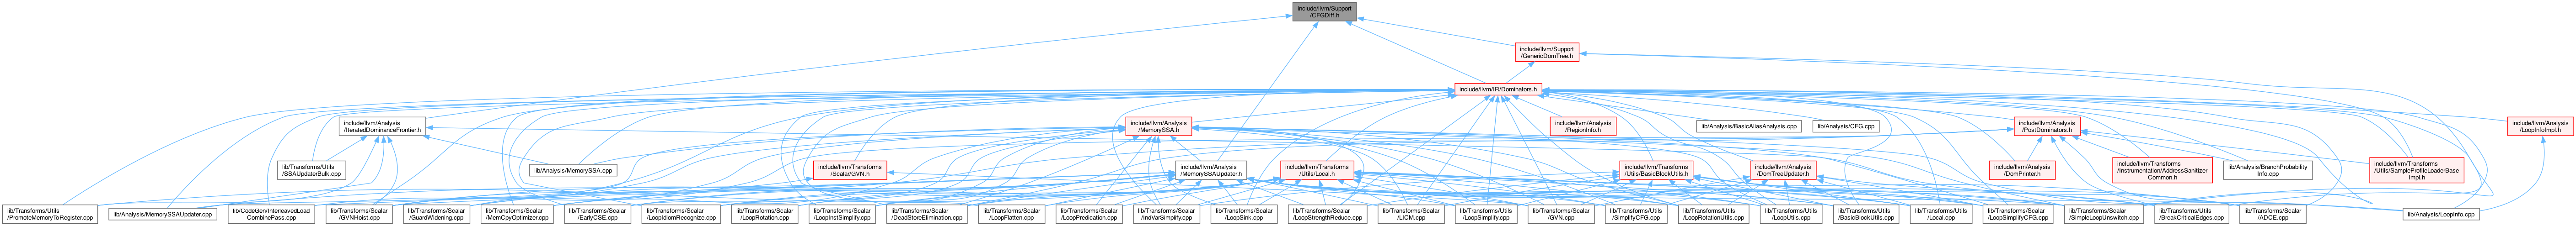 include/llvm/Support
/CFGDiff.h
include/llvm/Support
/GenericDomTree.h
include/llvm/IR/Dominators.h
include/llvm/Analysis
/IteratedDominanceFrontier.h
include/llvm/Analysis
/MemorySSA.h
include/llvm/Analysis
/RegionInfo.h
lib/Analysis/BasicAliasAnalysis.cpp
lib/Analysis/CFG.cpp
include/llvm/Analysis
/PostDominators.h
include/llvm/Analysis
/LoopInfoImpl.h
lib/Transforms/Utils
/SSAUpdaterBulk.cpp
lib/Analysis/MemorySSA.cpp
include/llvm/Transforms
/Scalar/GVN.h
include/llvm/Analysis
/MemorySSAUpdater.h
include/llvm/Transforms
/Utils/Local.h
include/llvm/Transforms
/Utils/BasicBlockUtils.h
include/llvm/Analysis
/DomTreeUpdater.h
include/llvm/Analysis
/DomPrinter.h
include/llvm/Transforms
/Instrumentation/AddressSanitizer
Common.h
lib/Analysis/BranchProbability
Info.cpp
include/llvm/Transforms
/Utils/SampleProfileLoaderBase
Impl.h
lib/Transforms/Utils
/PromoteMemoryToRegister.cpp
lib/Analysis/MemorySSAUpdater.cpp
lib/CodeGen/InterleavedLoad
CombinePass.cpp
lib/Transforms/Scalar
/GVNHoist.cpp
lib/Transforms/Scalar
/GuardWidening.cpp
lib/Transforms/Scalar
/MemCpyOptimizer.cpp
lib/Transforms/Scalar
/EarlyCSE.cpp
lib/Transforms/Scalar
/LoopIdiomRecognize.cpp
lib/Transforms/Scalar
/LoopRotation.cpp
lib/Transforms/Scalar
/LoopInstSimplify.cpp
lib/Transforms/Scalar
/DeadStoreElimination.cpp
lib/Transforms/Scalar
/LoopFlatten.cpp
lib/Transforms/Scalar
/LoopPredication.cpp
lib/Transforms/Scalar
/IndVarSimplify.cpp
lib/Transforms/Scalar
/LoopSink.cpp
lib/Transforms/Scalar
/LoopStrengthReduce.cpp
lib/Transforms/Scalar
/LICM.cpp
lib/Transforms/Utils
/LoopSimplify.cpp
lib/Transforms/Scalar
/GVN.cpp
lib/Transforms/Utils
/SimplifyCFG.cpp
lib/Transforms/Utils
/LoopRotationUtils.cpp
lib/Transforms/Utils
/LoopUtils.cpp
lib/Transforms/Utils
/BasicBlockUtils.cpp
lib/Transforms/Utils
/Local.cpp
lib/Transforms/Scalar
/LoopSimplifyCFG.cpp
lib/Transforms/Scalar
/SimpleLoopUnswitch.cpp
lib/Transforms/Utils
/BreakCriticalEdges.cpp
lib/Transforms/Scalar
/ADCE.cpp
lib/Analysis/LoopInfo.cpp